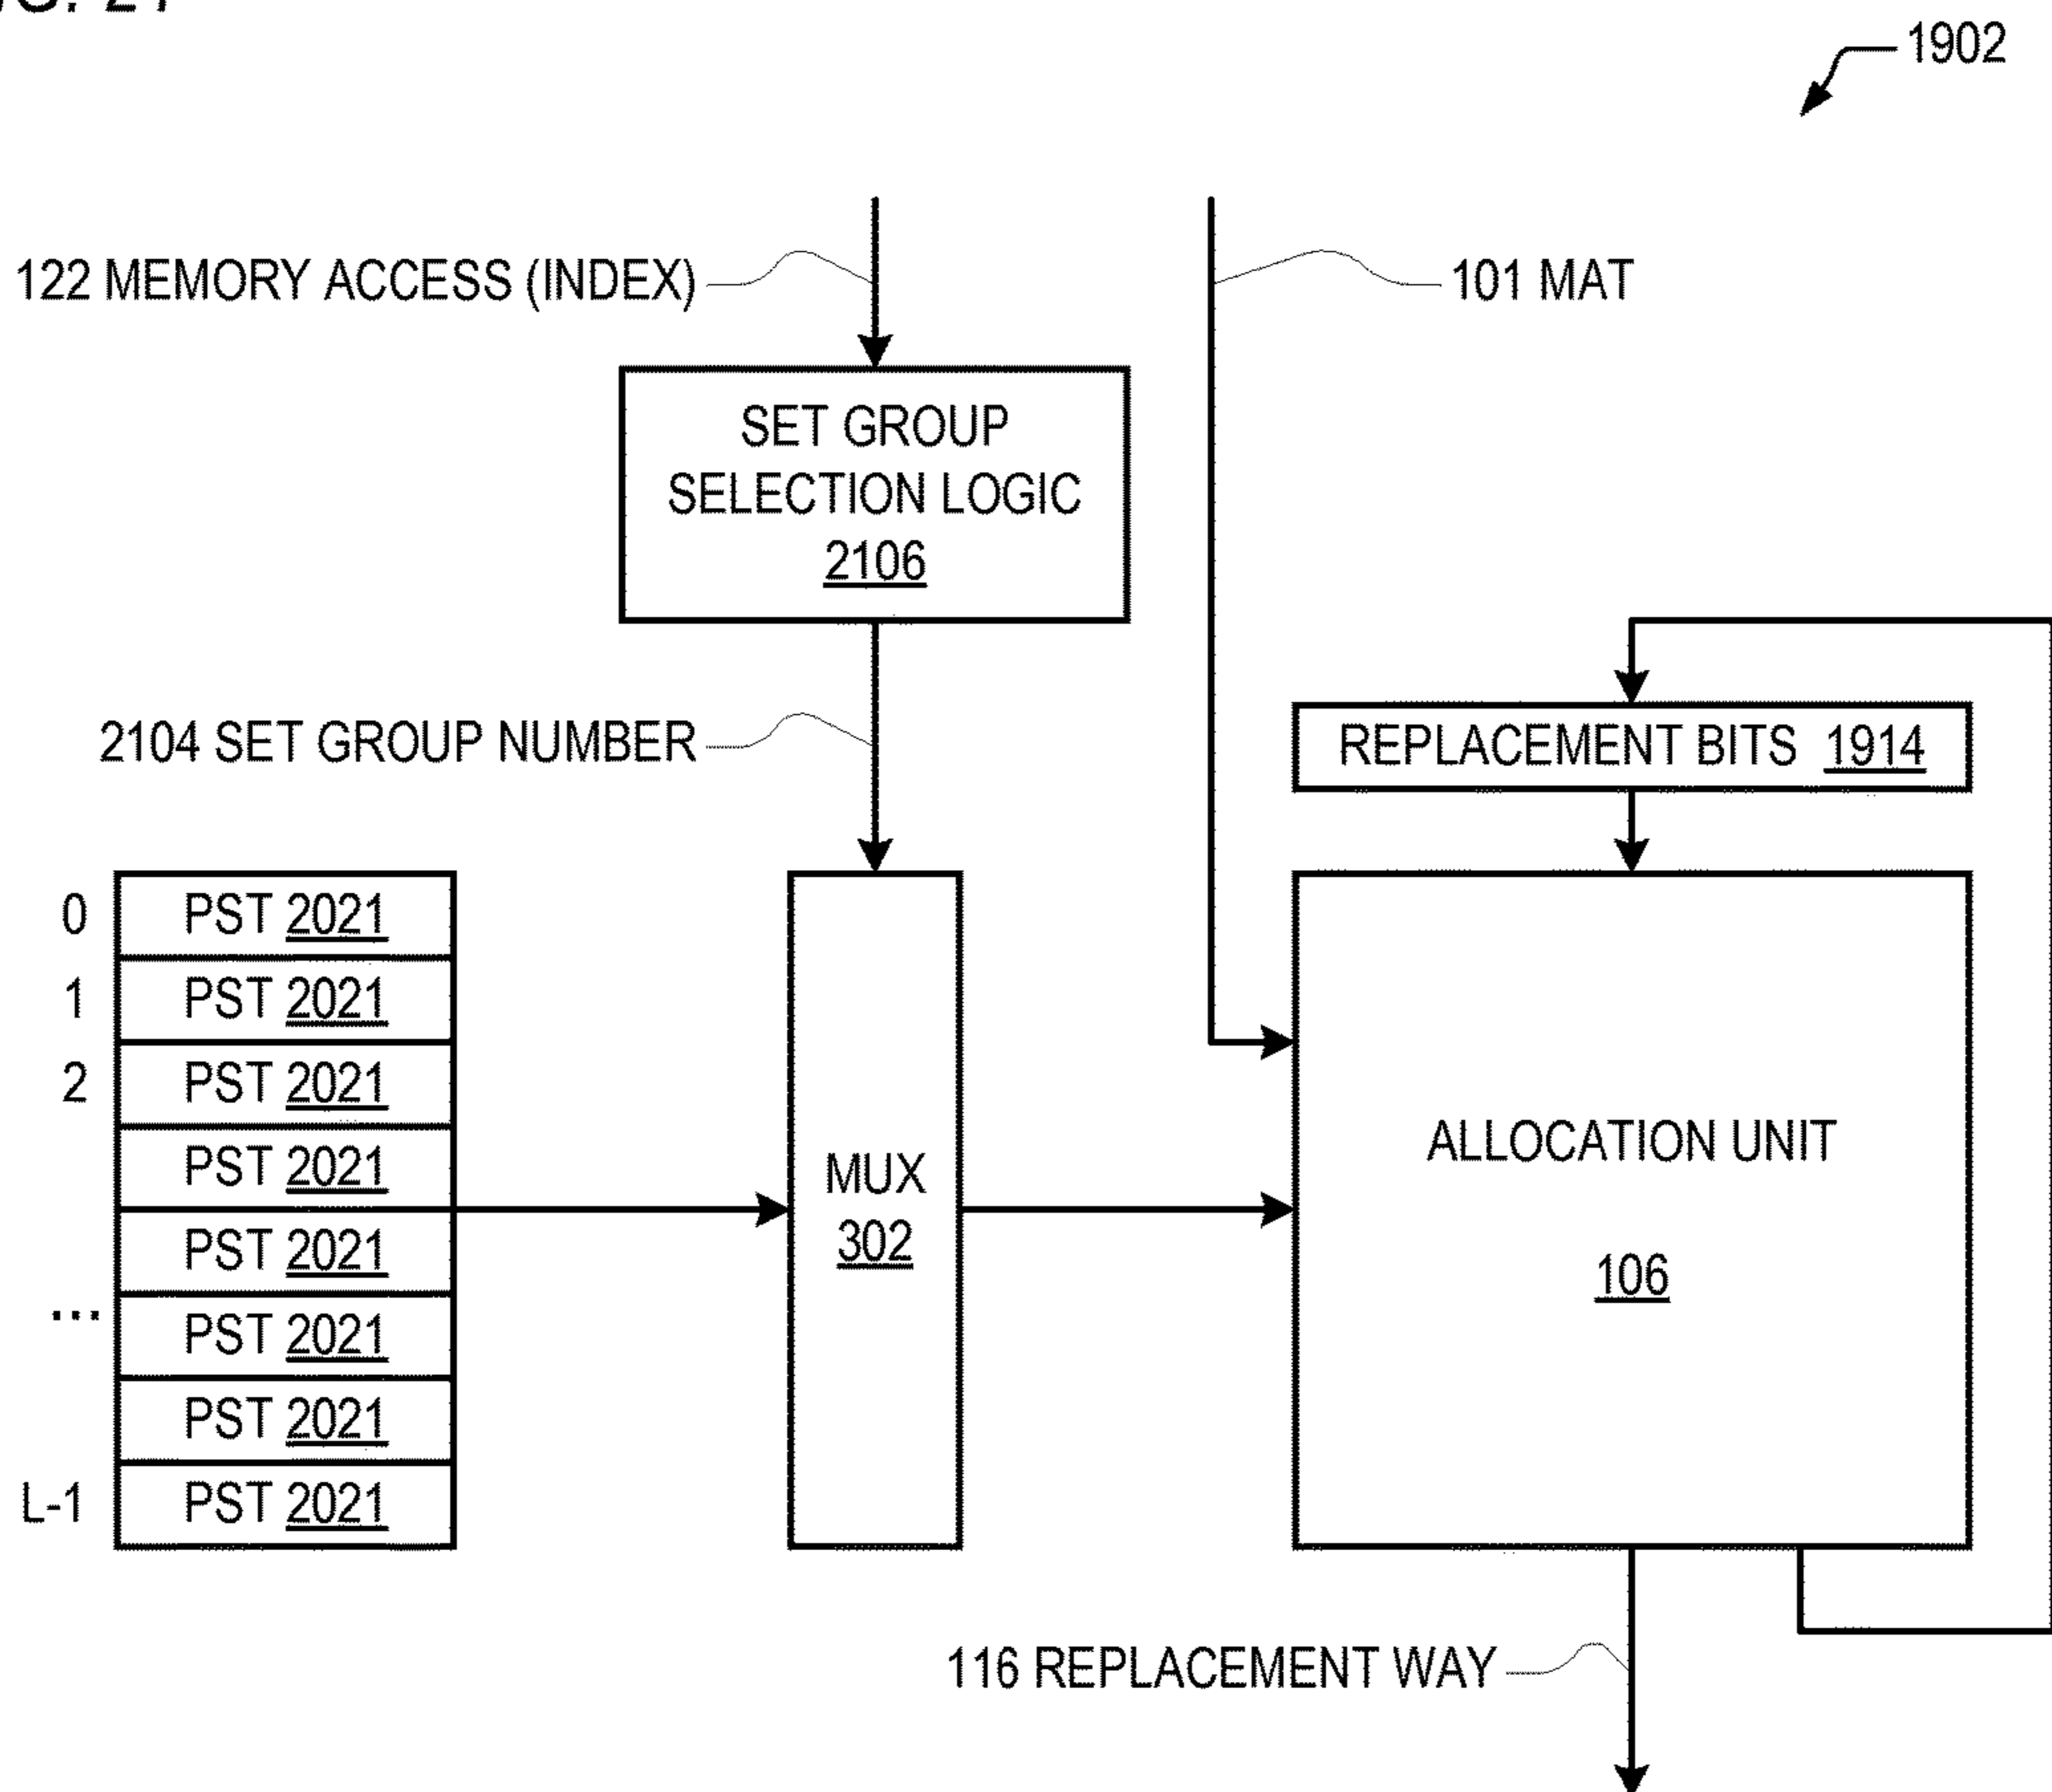 1902
122 MEMORY ACCESS (INDEX)
101 MAT
SET GROUP
SELECTION LOGIC
2106
2104 SET GROUP NUMBER
REPLACEMENT BITS 1914
0 PST 2021
1 PST 2021
2 PST 2021
PST 2021
PST 2021
... PST 2021
PST 2021
L-1 PST 2021
MUX
302
ALLOCATION UNIT
106
116 REPLACEMENT WAY